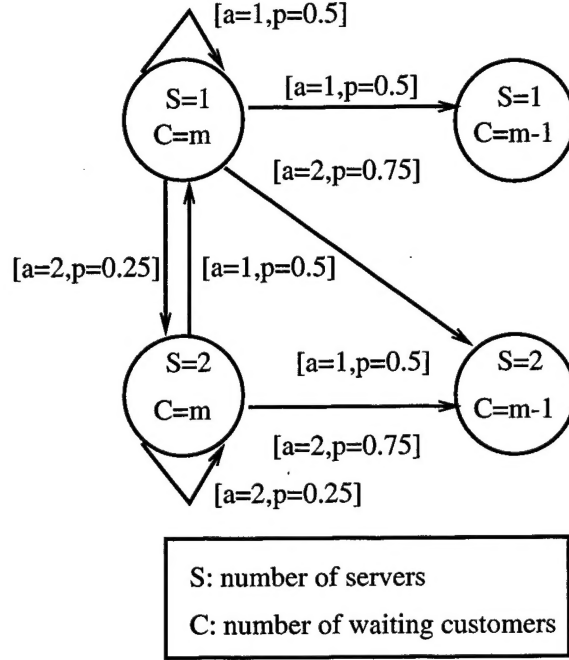 [a=1,p=0.5]
S=1
C=m
[a=1,p=0.5]
S=1
C=m-1
[a=2,p=0.75]
[a=2,p=0.25]
[a=1,p=0.5]
S=2
C=m
[a=1,p=0.5]
S=2
C=m-1
[a=2,p=0.75]
[a=2,p=0.25]
S: number of servers
C: number of waiting customers